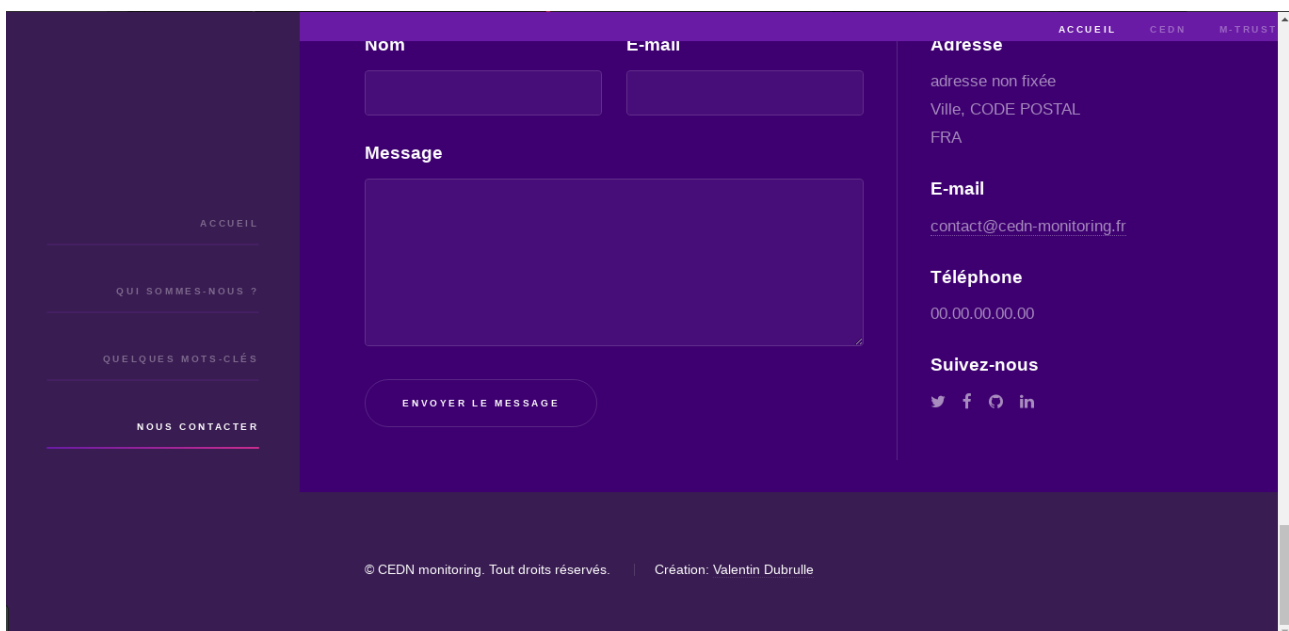 ACCUEIL CEDN M-TRUST
ACCUEIL
QUI SOMMES-NOUS ?
QUELQUES MOTS-CLÉS
NOUS CONTACTER
Nom
E-mail
Message
ENVOYER LE MESSAGE
Adresse
adresse non fixée
Ville, CODE POSTAL
FRA
E-mail
contact@cedn-monitoring.fr
Téléphone
00.00.00.00.00
Suivez-nous
© CEDN monitoring. Tout droits réservés. Création: Valentin Dubrulle